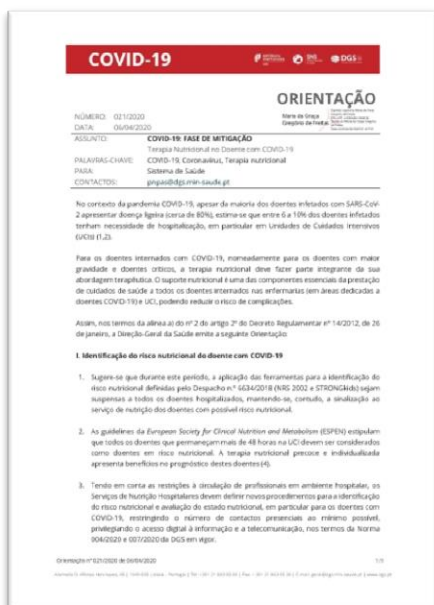 COVID-19
REPÚBLICA PORTUGUESA
SNS
DGS
ORIENTAÇÃO
NÚMERO: 021/2020
DATA: 06/04/2020
Maria da Graça
Gregório de Freitas
ASSUNTO: COVID-19: FASE DE MITIGAÇÃO
Terapia Nutricional no Doente com COVID-19
PALAVRAS-CHAVE: COVID-19, Coronavírus, Terapia nutricional
PARA: Sistema de Saúde
CONTACTOS: pnpas@dgs.min-saude.pt
No contexto da pandemia COVID-19, apesar da maioria dos doentes infetados com SARS-CoV-
2 apresentar doença ligeira (cerca de 80%), estima-se que entre 6 a 10% dos doentes infetados
tenham necessidade de hospitalização, em particular em Unidades de Cuidados Intensivos
(UCIs) (1,2).
Para os doentes internados com COVID-19, nomeadamente para os doentes com maior
gravidade e doentes críticos, a terapia nutricional deve fazer parte integrante da sua
abordagem terapêutica. O suporte nutricional é uma das componentes essenciais da prestação
de cuidados de saúde a todos os doentes internados nas enfermarias (em áreas dedicadas a
doentes COVID-19) e UCI, podendo reduzir o risco de complicações.
Assim, nos termos da alínea a) do nº 2 do artigo 2º do Decreto Regulamentar nº 14/2012, de 26
de janeiro, a Direção-Geral da Saúde emite a seguinte Orientação:
I. Identificação do risco nutricional do doente com COVID-19
1. Sugere-se que durante este período, a aplicação das ferramentas para a identificação do
risco nutricional definidas pelo Despacho n.º 6634/2018 (NRS 2002 e STRONGkids) sejam
suspensas a todos os doentes hospitalizados, mantendo-se, contudo, a sinalização ao
serviço de nutrição dos doentes com possível risco nutricional.
2. As guidelines da European Society for Clinical Nutrition and Metabolism (ESPEN) estipulam
que todos os doentes que permaneçam mais de 48 horas na UCI devem ser considerados
como doentes em risco nutricional. A terapia nutricional precoce e individualizada
apresenta benefícios no prognóstico destes doentes (4).
3. Tendo em conta as restrições à circulação de profissionais em ambiente hospitalar, os
Serviços de Nutrição Hospitalares devem definir novos procedimentos para a identificação
do risco nutricional e avaliação do estado nutricional, em particular para os doentes com
COVID-19, restringindo o número de contactos presenciais ao mínimo possível,
privilegiando o acesso digital à informação e a telecomunicação, nos termos da Norma
004/2020 e 007/2020 da DGS em vigor.
Orientação nº 021/2020 de 06/04/2020